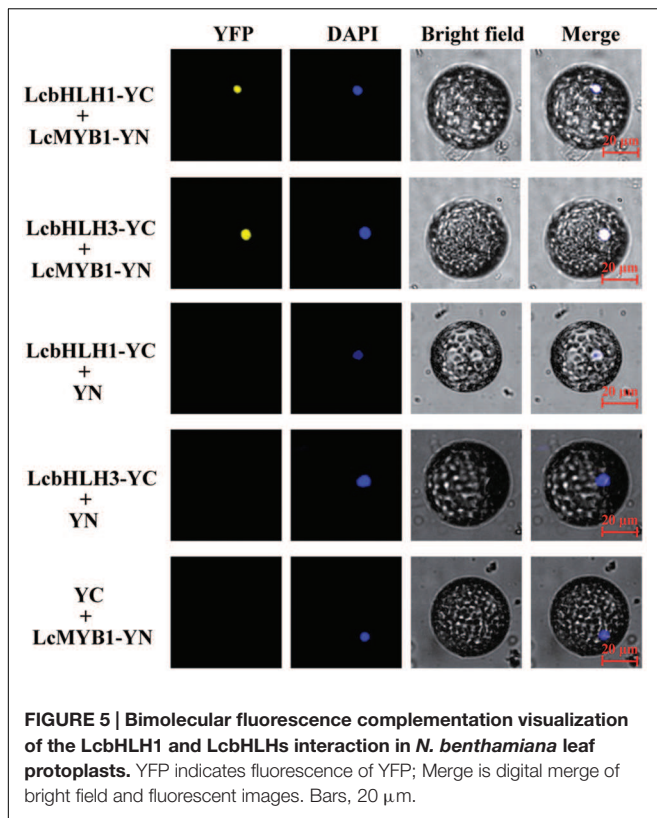 YFP DAPI Bright field Merge
LcbHLH1-YC
+
LcMYB1-YN
20 μm
LcbHLH3-YC
+
LcMYB1-YN
20 μm
LcbHLH1-YC
+
YN
20 μm
LcbHLH3-YC
+
YN
20 μm
YC
+
LcMYB1-YN
20 μm
FIGURE 5 | Bimolecular fluorescence complementation visualization
of the LcbHLH1 and LcbHLHs interaction in N. benthamiana leaf
protoplasts. YFP indicates fluorescence of YFP; Merge is digital merge of
bright field and fluorescent images. Bars, 20 μm.